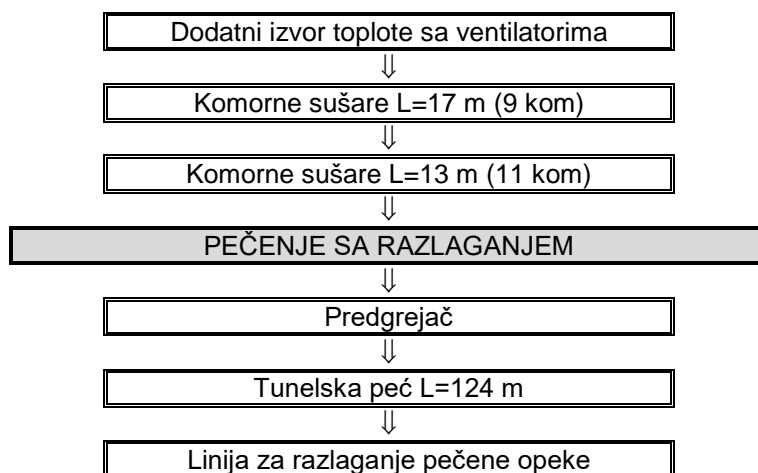 Dodatni izvor toplote sa ventilatorima
⇓
Komorne sušare L=17 m (9 kom)
⇓
Komorne sušare L=13 m (11 kom)
⇓
PEČENJE SA RAZLAGANJEM
⇓
Predgrejač
⇓
Tunelska peć L=124 m
⇓
Linija za razlaganje pečene opeke